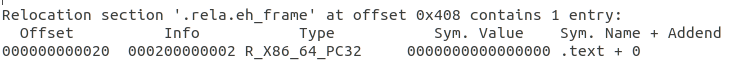 Relocation section '.rela.eh_frame' at offset 0x408 contains 1 entry:
  Offset          Info           Type           Sym. Value    Sym. Name + Addend
000000000020  000200000002 R_X86_64_PC32     0000000000000000 .text + 0